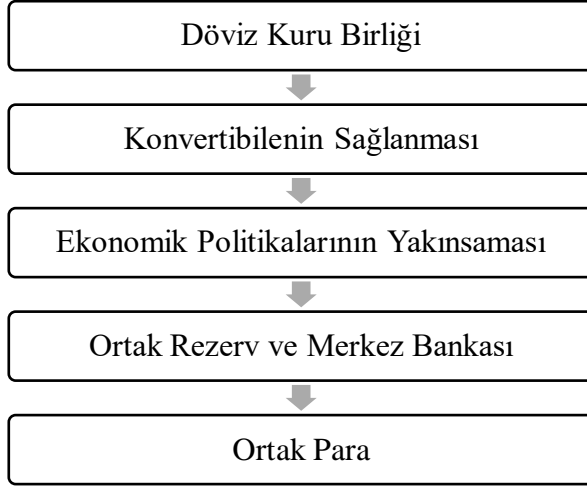 Döviz Kuru Birliği
Konvertibilenin Sağlanması
Ekonomik Politikalarının Yakınsaması
Ortak Rezerv ve Merkez Bankası
Ortak Para